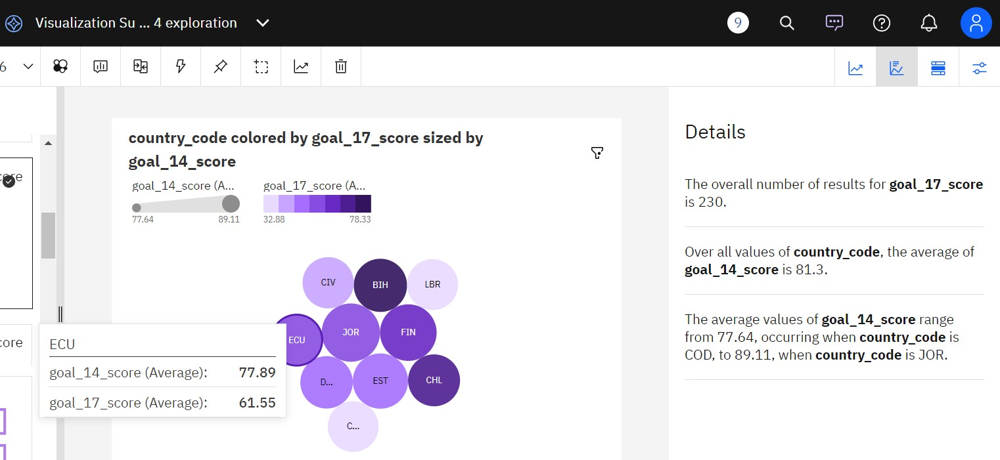 Visualization Su ... 4 exploration
9
6
core
core
country_code colored by goal_17_score sized by
goal_14_score
goal_14_score (A...
goal_17_score (A...
77.64
89.11
32.88
78.33
CIV
BIH
LBR
ECU
JOR
FIN
D...
EST
CHL
C...
ECU
goal_14_score (Average): 77.89
goal_17_score (Average): 61.55
Details
The overall number of results for goal_17_score
is 230.
Over all values of country_code, the average of
goal_14_score is 81.3.
The average values of goal_14_score range
from 77.64, occurring when country_code is
COD, to 89.11, when country_code is JOR.